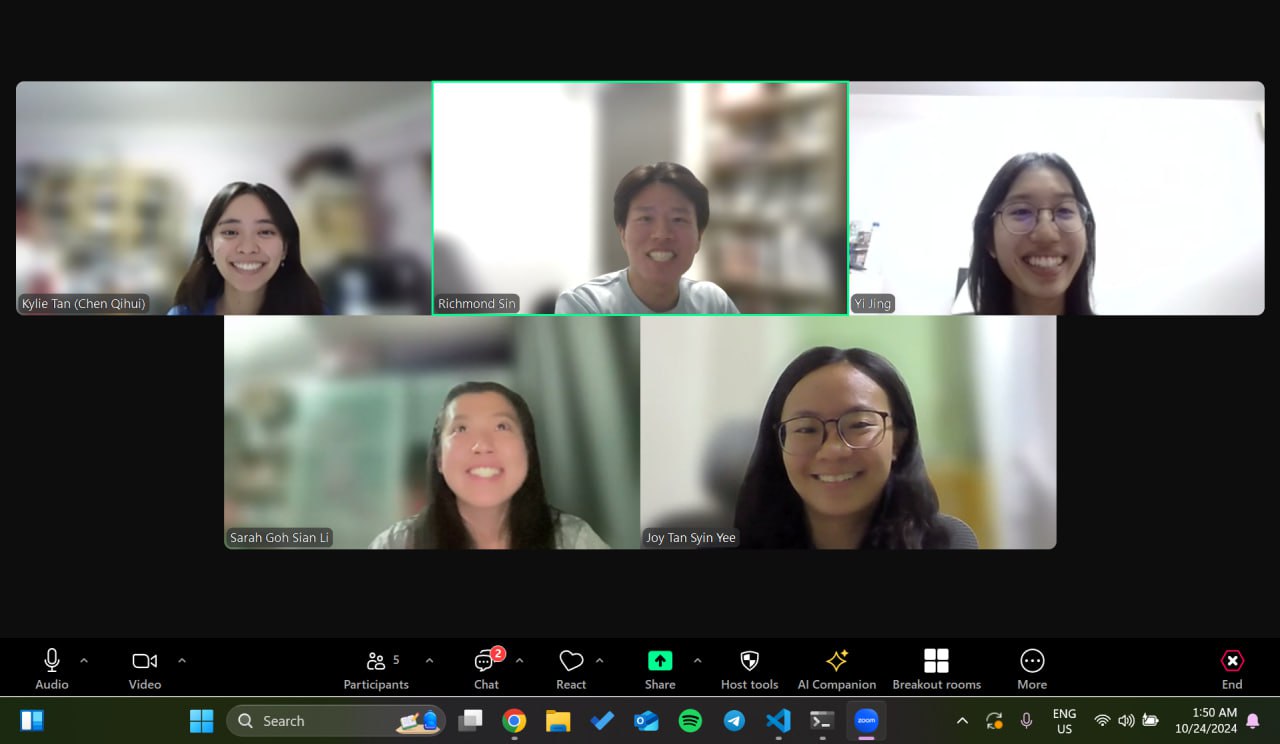 Kylie Tan (Chen Qihui)
Richmond Sin
Yi Jing
Sarah Goh Sian Li
Joy Tan Syin Yee
5
2
Audio
Video
Participants
Chat
React
Share
Host tools
AI Companion
Breakout rooms
More
End
Search
zoom
ENG
US
1:50 AM
10/24/2024